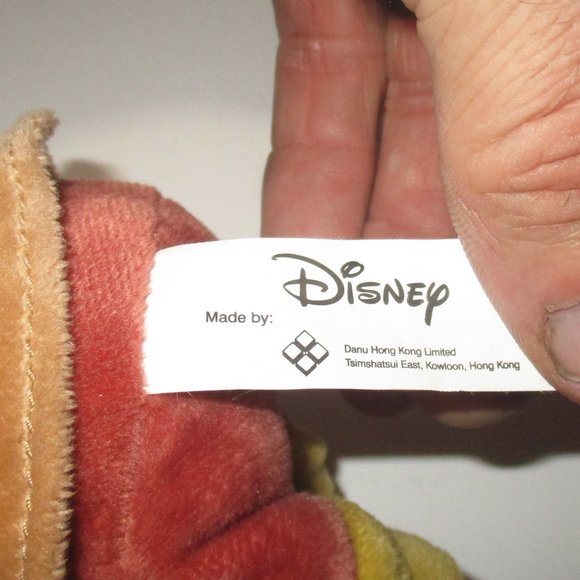 Disney
Made by:
Danu Hong Kong Limited
Tsimshatsui East, Kowloon, Hong Kong